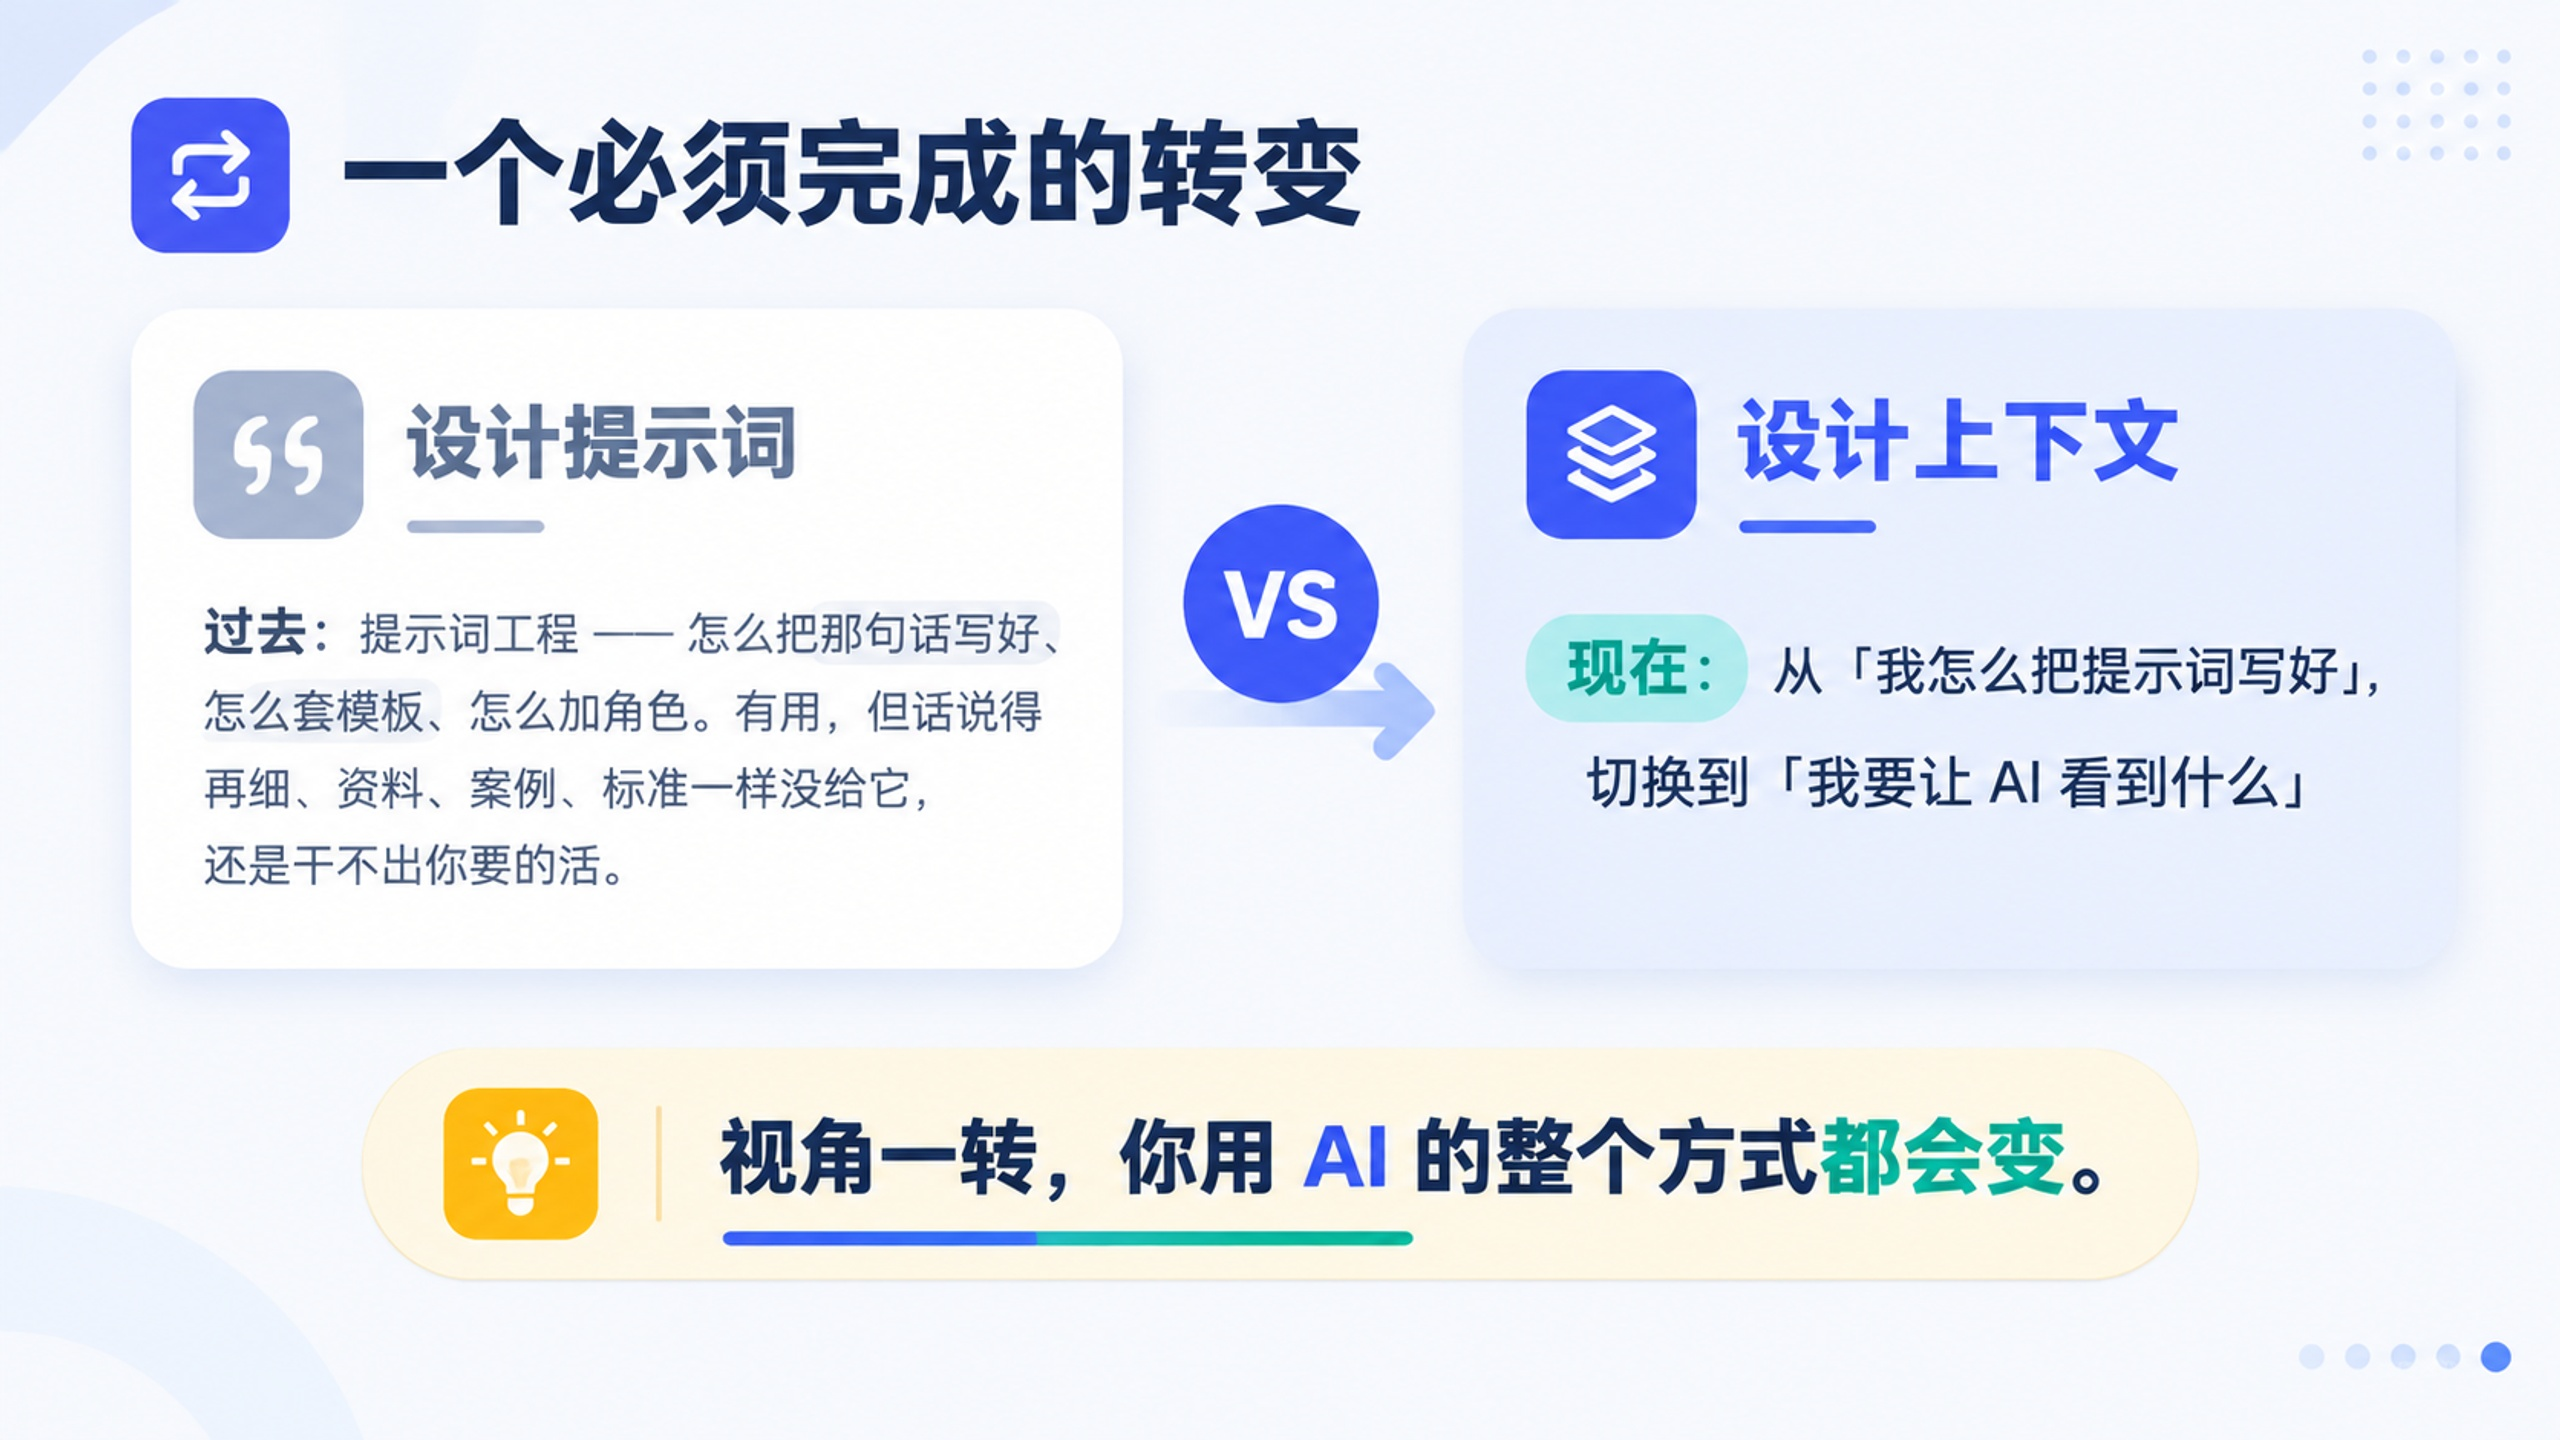 一个必须完成的转变
设计提示词
过去：提示词工程 —— 怎么把那句话写好、
怎么套模板、怎么加角色。有用，但话说得
再细、资料、案例、标准一样没给它，
还是干不出你要的活。
VS
设计上下文
现在：从「我怎么把提示词写好」，
切换到「我要让 AI 看到什么」
视角一转，你用 AI 的整个方式都会变。